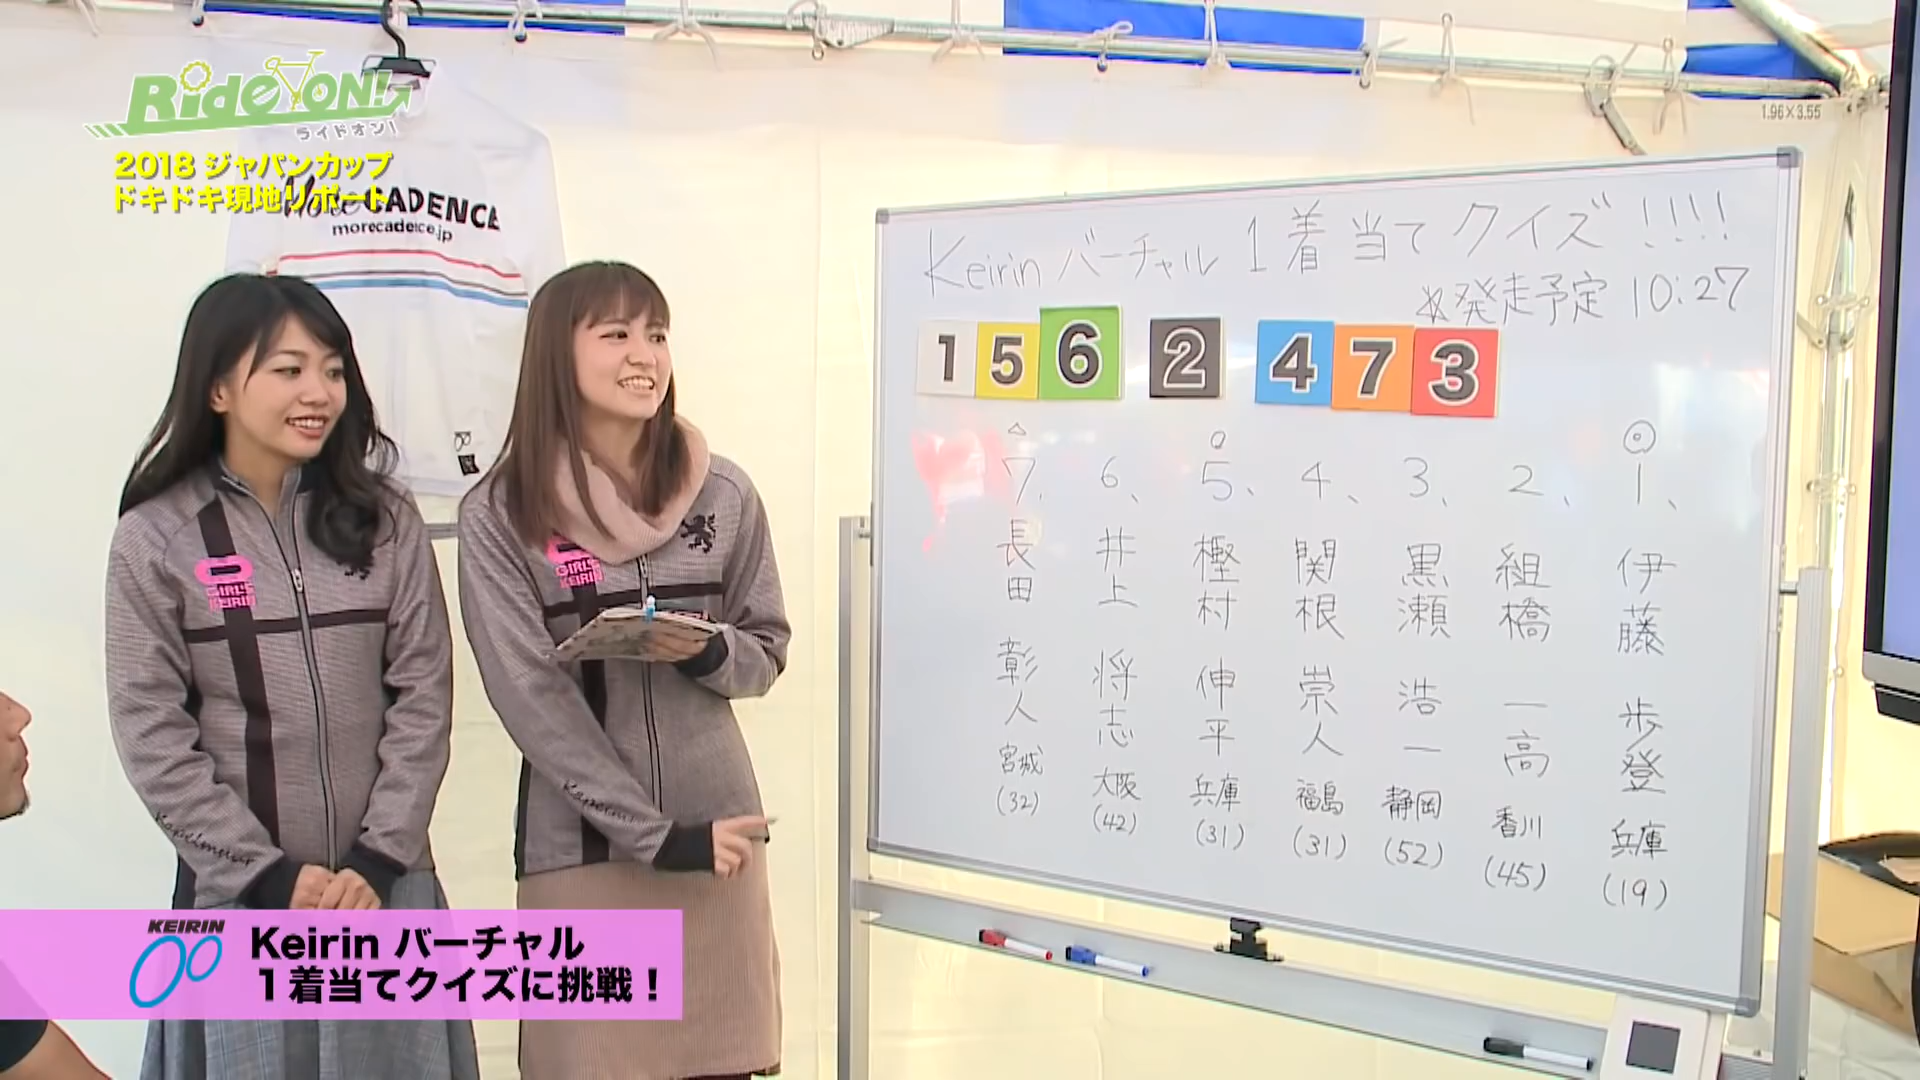 Ride ON!
ライドオン!
2018 ジャパンカップ
ドキドキ現地リポート
More CADENCE
morecadence.jp
1.96×3.55
Keirin バーチャル 1着当てクイズ!!!!
※発走予定 10:27
1 5 6 2 4 7 3
◎
1、伊藤 歩登 兵庫 (19)
2、組橋 一高 香川 (45)
3、黒瀬 浩一 静岡 (52)
4、関根 崇人 福島 (31)
○
5、樫村 伸平 兵庫 (31)
6、井上 将志 大阪 (42)
△
7、長田 彰人 宮城 (32)
GIRL'S
KEIRIN
GIRL'S
KEIRIN
Kapelmuur
KEIRIN
Keirin バーチャル
1着当てクイズに挑戦！